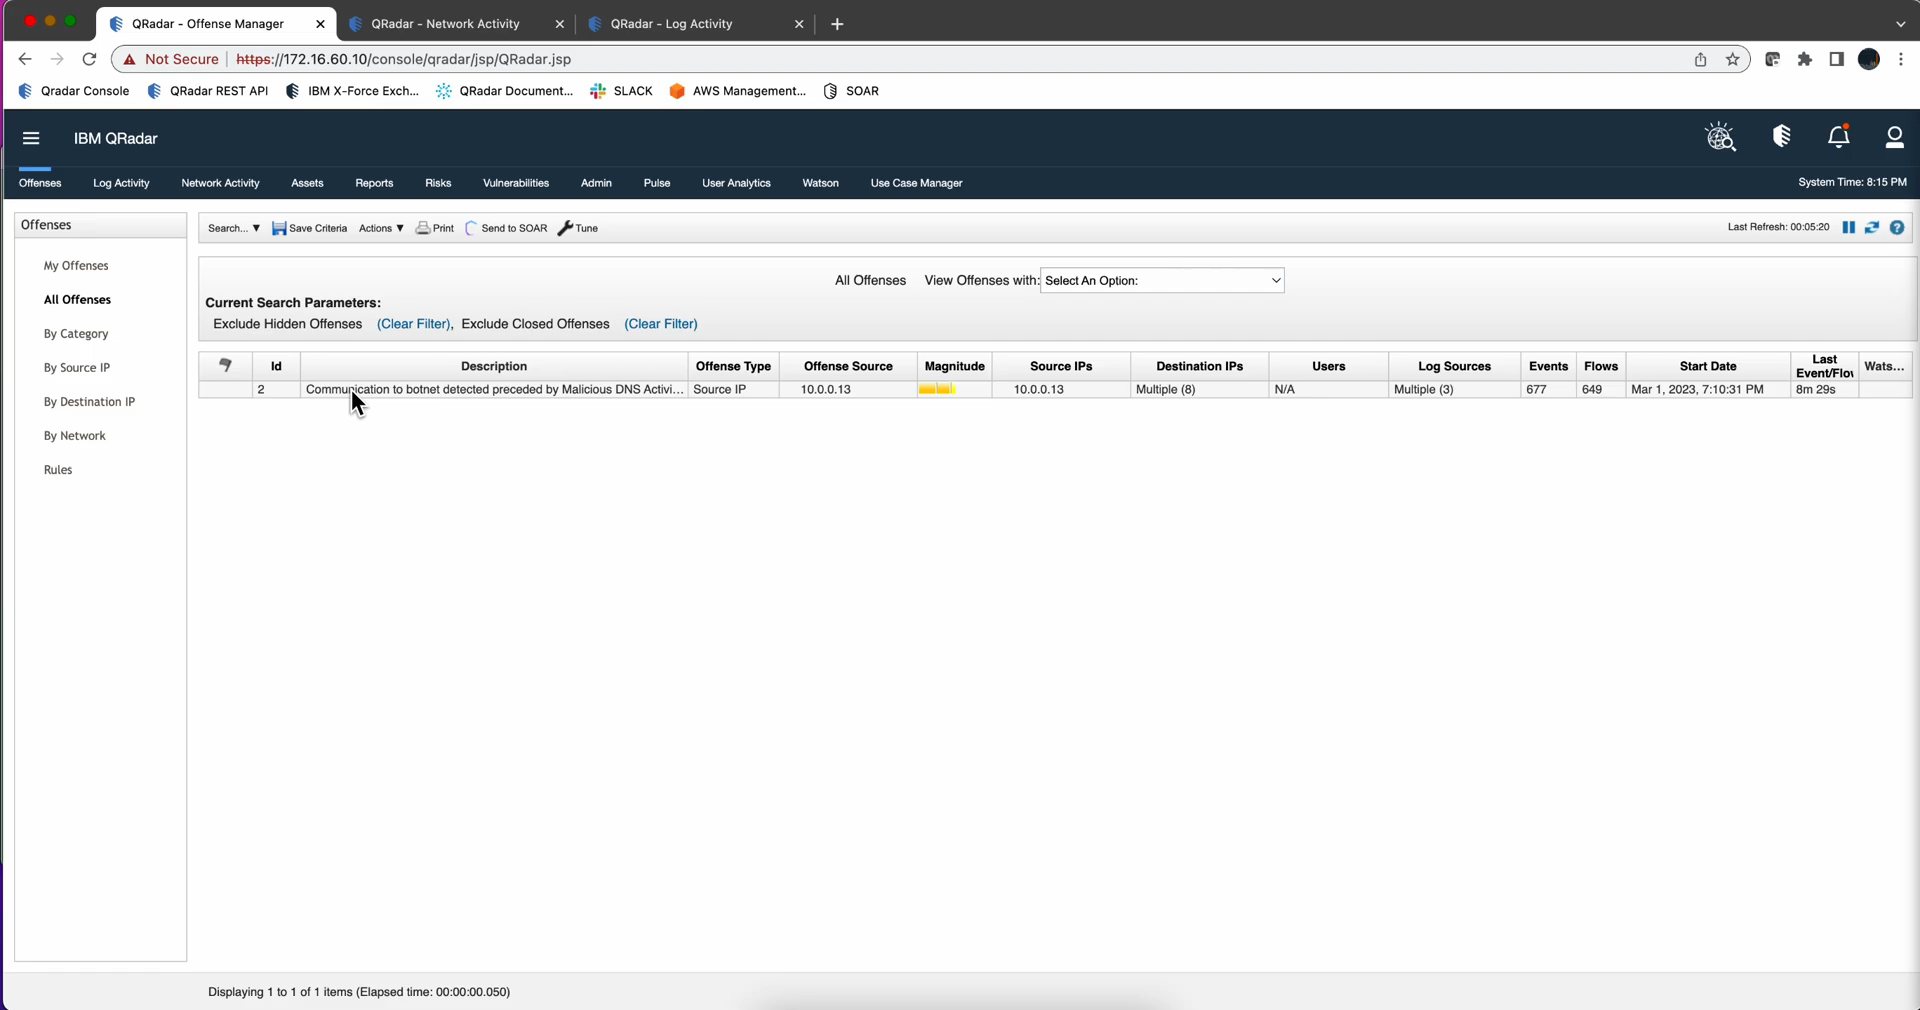 QRadar - Offense Manager
QRadar - Network Activity
QRadar - Log Activity
Not Secure https://172.16.60.10/console/qradar/jsp/QRadar.jsp
Qradar Console QRadar REST API IBM X-Force Exch... QRadar Document... SLACK AWS Management... SOAR
IBM QRadar
Offenses Log Activity Network Activity Assets Reports Risks Vulnerabilities Admin Pulse User Analytics Watson Use Case Manager System Time: 8:15 PM
Offenses
My Offenses
All Offenses
By Category
By Source IP
By Destination IP
By Network
Rules
Search... Save Criteria Actions Print Send to SOAR Tune Last Refresh: 00:05:20
All Offenses View Offenses with: Select An Option:
Current Search Parameters:
Exclude Hidden Offenses (Clear Filter), Exclude Closed Offenses (Clear Filter)
Id Description Offense Type Offense Source Magnitude Source IPs Destination IPs Users Log Sources Events Flows Start Date Last Event/Flow Wats...
2 Communication to botnet detected preceded by Malicious DNS Activi... Source IP 10.0.0.13 10.0.0.13 Multiple (8) N/A Multiple (3) 677 649 Mar 1, 2023, 7:10:31 PM 8m 29s
Displaying 1 to 1 of 1 items (Elapsed time: 00:00:00.050)